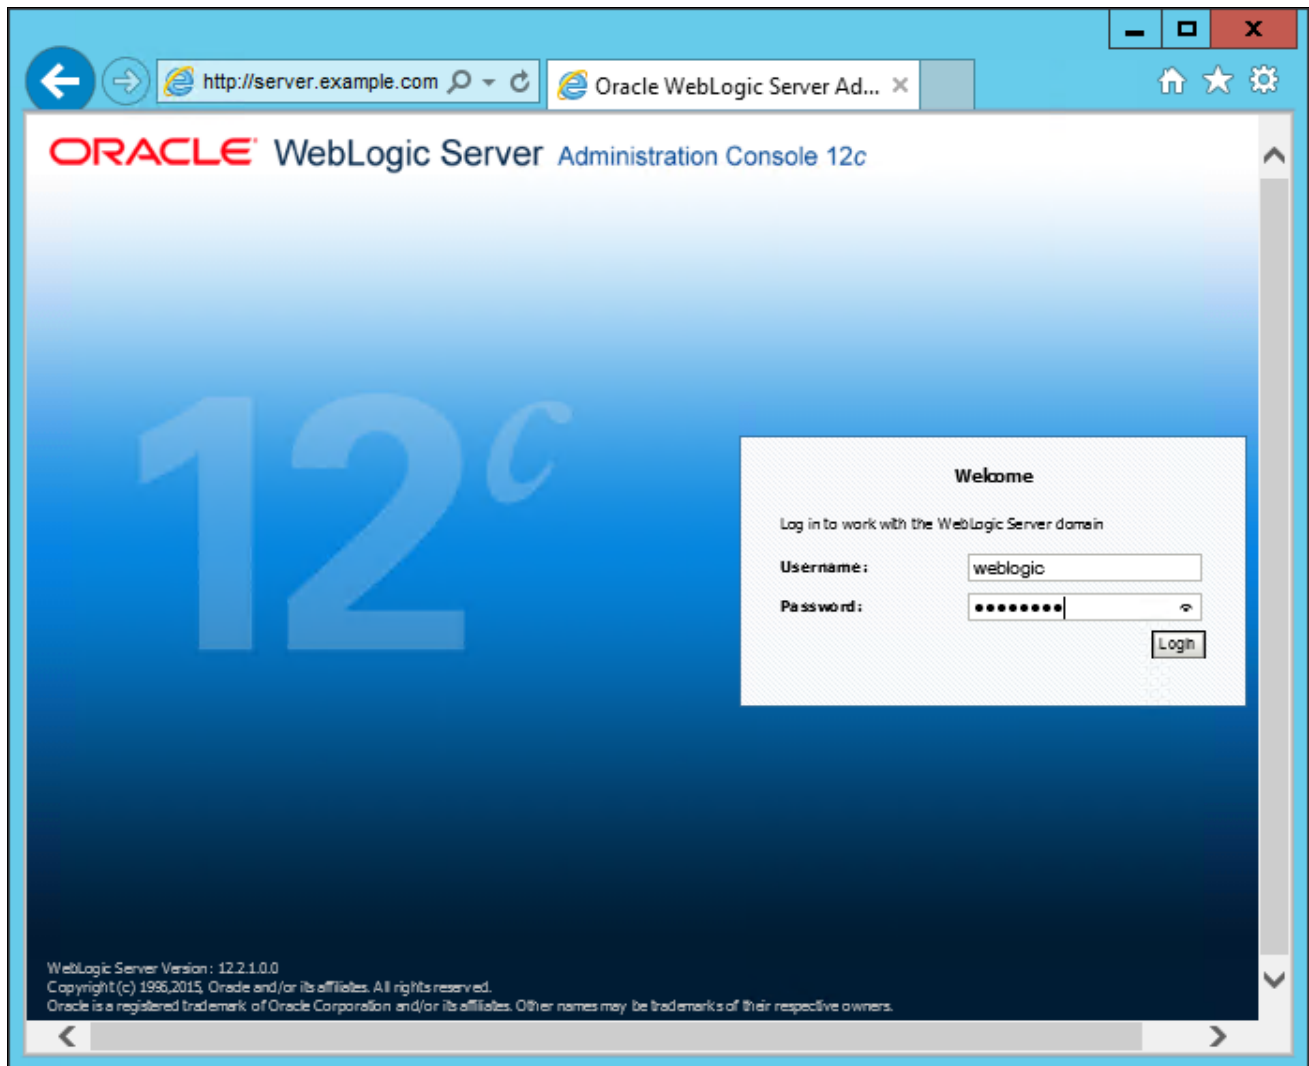 http://server.example.com
Oracle WebLogic Server Ad...
ORACLE WebLogic Server Administration Console 12c
12c
Welcome
Log in to work with the WebLogic Server domain
Username: weblogic
Password: ••••••••
Login
WebLogic Server Version: 12.2.1.0.0
Copyright (c) 1996,2015, Oracle and/or its affiliates. All rights reserved.
Oracle is a registered trademark of Oracle Corporation and/or its affiliates. Other names may be trademarks of their respective owners.